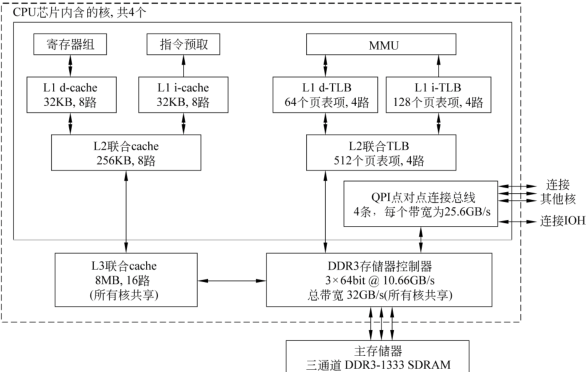 CPU芯片内含的核, 共4个
寄存器组
指令预取
MMU
L1 d-cache
32KB, 8路
L1 i-cache
32KB, 8路
L1 d-TLB
64个页表项, 4路
L1 i-TLB
128个页表项, 4路
L2联合cache
256KB, 8路
L2联合TLB
512个页表项, 4路
QPI点对点连接总线
4条，每个带宽为25.6GB/s
连接
其他核
连接IOH
L3联合cache
8MB, 16路
(所有核共享)
DDR3存储器控制器
3×64bit @ 10.66GB/s
总带宽 32GB/s(所有核共享)
主存储器
三通道 DDR3-1333 SDRAM